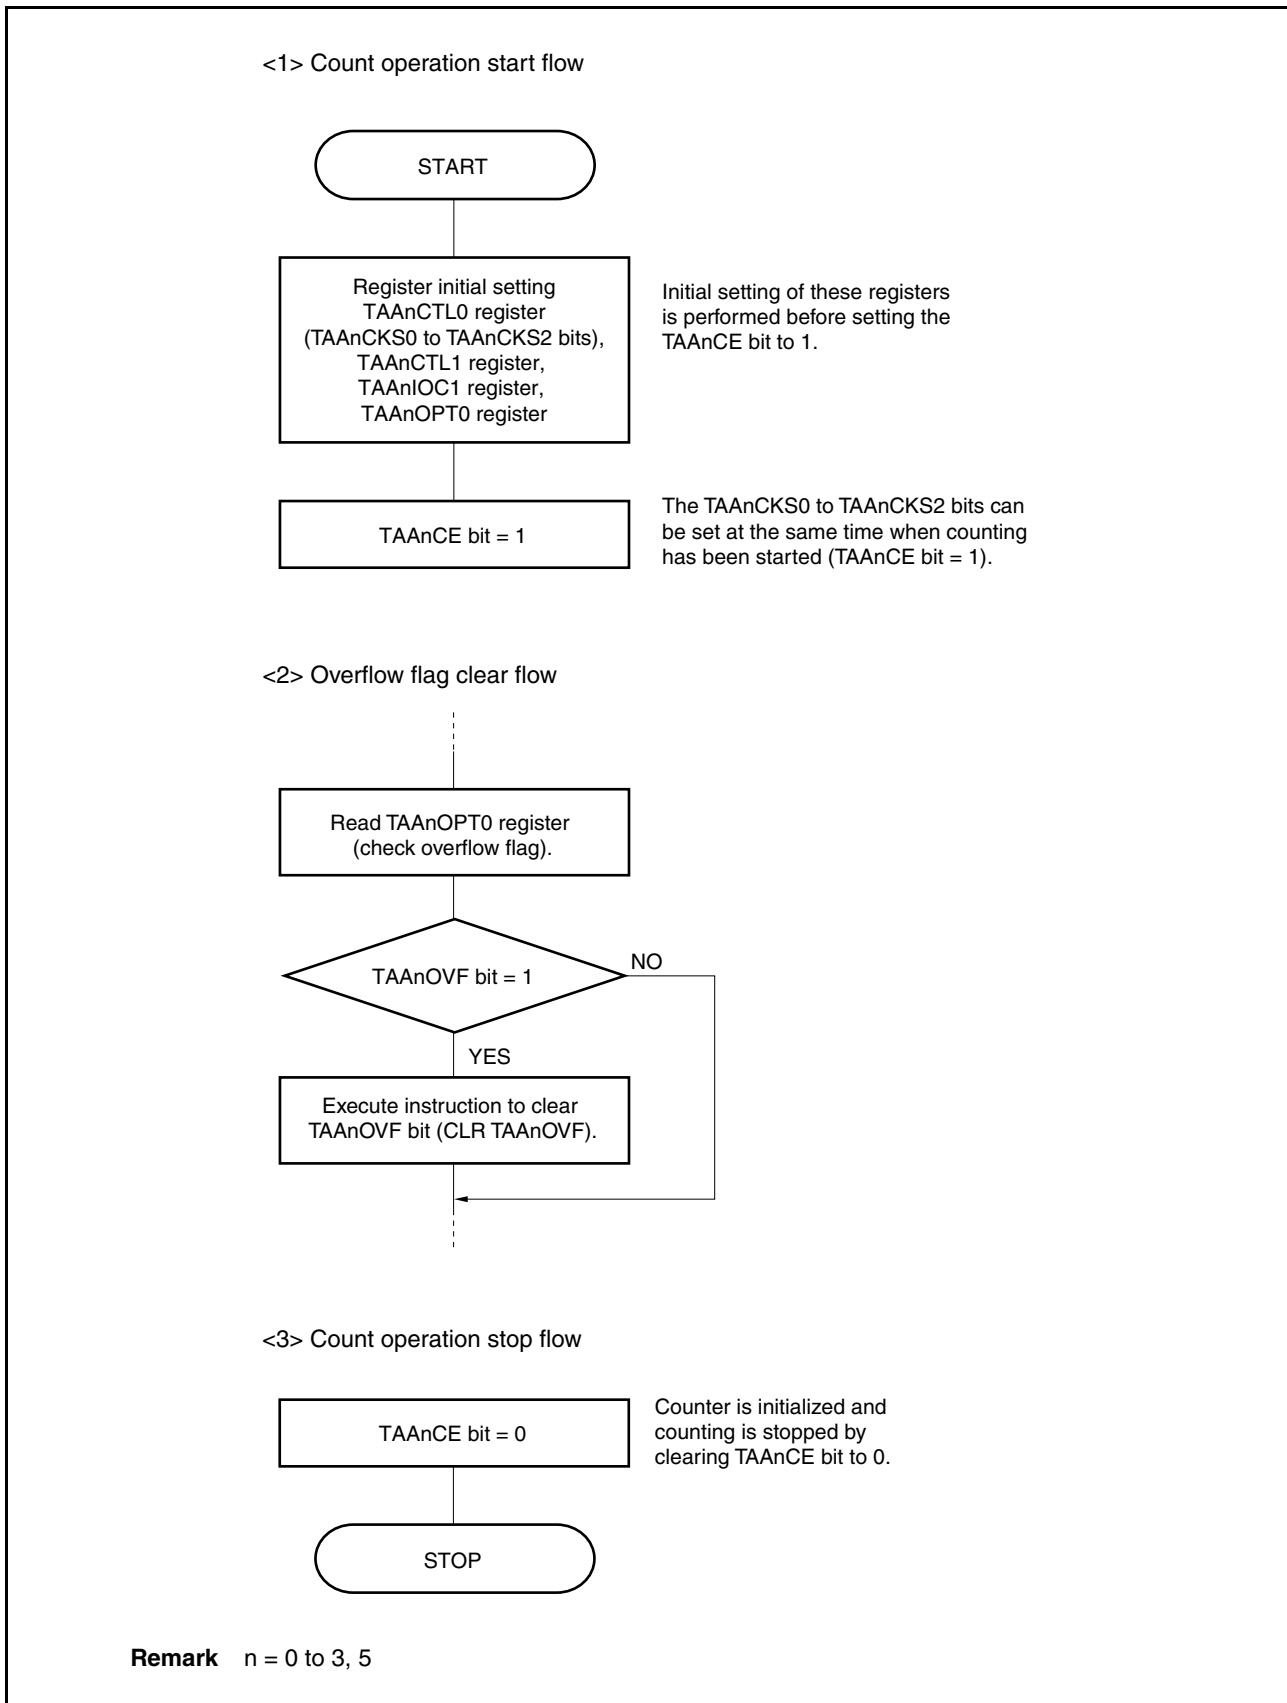 <1> Count operation start flow
START
Register initial setting
TAAnCTL0 register
(TAAnCKS0 to TAAnCKS2 bits),
TAAnCTL1 register,
TAAnIOC1 register,
TAAnOPT0 register
Initial setting of these registers
is performed before setting the
TAAnCE bit to 1.
TAAnCE bit = 1
The TAAnCKS0 to TAAnCKS2 bits can
be set at the same time when counting
has been started (TAAnCE bit = 1).
<2> Overflow flag clear flow
Read TAAnOPT0 register
(check overflow flag).
TAAnOVF bit = 1
NO
YES
Execute instruction to clear
TAAnOVF bit (CLR TAAnOVF).
<3> Count operation stop flow
TAAnCE bit = 0
Counter is initialized and
counting is stopped by
clearing TAAnCE bit to 0.
STOP
Remark n = 0 to 3, 5